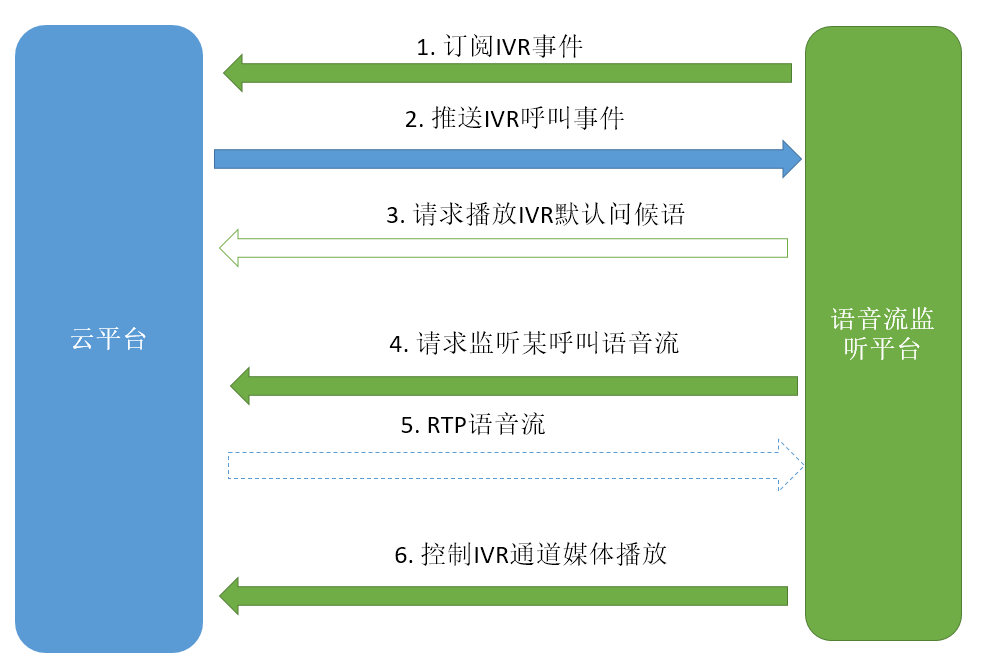 1. 订阅IVR事件
2. 推送IVR呼叫事件
3. 请求播放IVR默认问候语
云平台
语音流监
听平台
4. 请求监听某呼叫语音流
5. RTP语音流
6. 控制IVR通道媒体播放